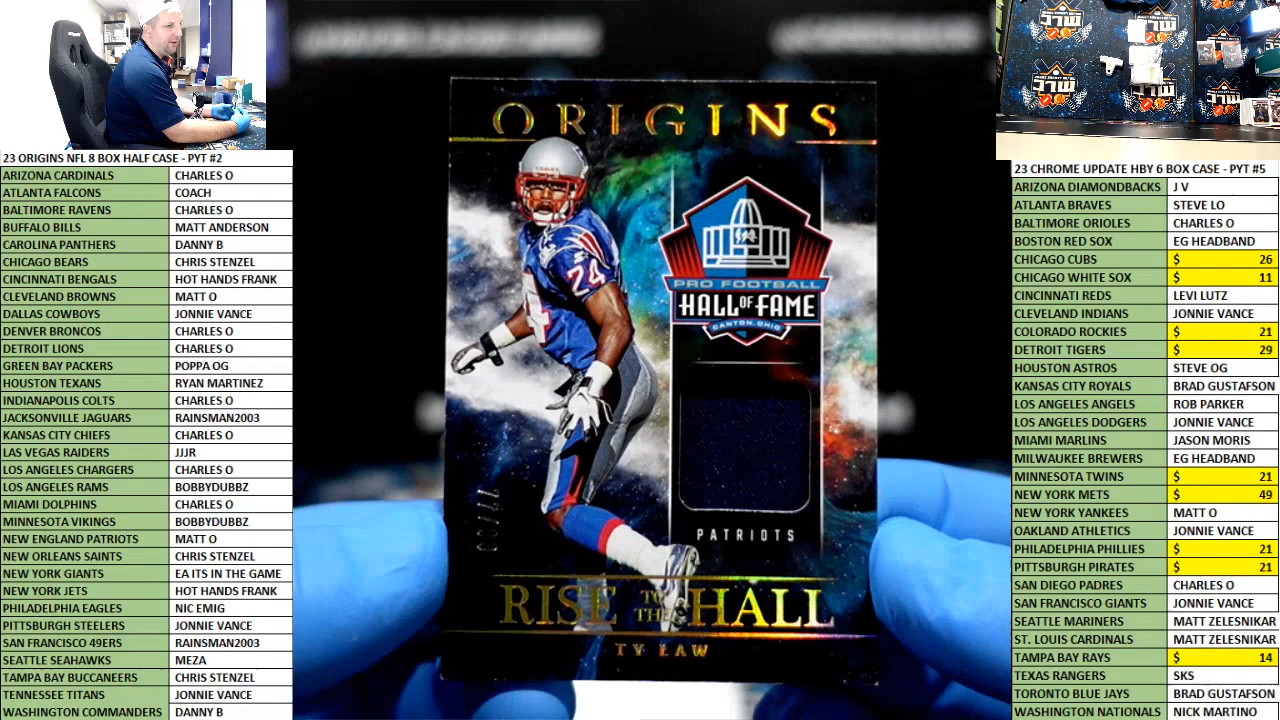 23 ORIGINS NFL 8 BOX HALF CASE - PYT #2
ARIZONA CARDINALS CHARLES O
ATLANTA FALCONS COACH
BALTIMORE RAVENS CHARLES O
BUFFALO BILLS MATT ANDERSON
CAROLINA PANTHERS DANNY B
CHICAGO BEARS CHRIS STENZEL
CINCINNATI BENGALS HOT HANDS FRANK
CLEVELAND BROWNS MATT O
DALLAS COWBOYS JONNIE VANCE
DENVER BRONCOS CHARLES O
DETROIT LIONS CHARLES O
GREEN BAY PACKERS POPPA OG
HOUSTON TEXANS RYAN MARTINEZ
INDIANAPOLIS COLTS CHARLES O
JACKSONVILLE JAGUARS RAINSMAN2003
KANSAS CITY CHIEFS CHARLES O
LAS VEGAS RAIDERS JJJR
LOS ANGELES CHARGERS CHARLES O
LOS ANGELES RAMS BOBBYDUBBZ
MIAMI DOLPHINS CHARLES O
MINNESOTA VIKINGS BOBBYDUBBZ
NEW ENGLAND PATRIOTS MATT O
NEW ORLEANS SAINTS CHRIS STENZEL
NEW YORK GIANTS EA ITS IN THE GAME
NEW YORK JETS HOT HANDS FRANK
PHILADELPHIA EAGLES NIC EMIG
PITTSBURGH STEELERS JONNIE VANCE
SAN FRANCISCO 49ERS RAINSMAN2003
SEATTLE SEAHAWKS MEZA
TAMPA BAY BUCCANEERS CHRIS STENZEL
TENNESSEE TITANS JONNIE VANCE
WASHINGTON COMMANDERS DANNY B
ORIGINS
24
PRO FOOTBALL
HALL OF FAME
CANTON, OHIO
PATRIOTS
RISE TO THE HALL
TY LAW
23 CHROME UPDATE HBY 6 BOX CASE - PYT #5
ARIZONA DIAMONDBACKS J V
ATLANTA BRAVES STEVE LO
BALTIMORE ORIOLES CHARLES O
BOSTON RED SOX EG HEADBAND
CHICAGO CUBS $ 26
CHICAGO WHITE SOX $ 11
CINCINNATI REDS LEVI LUTZ
CLEVELAND INDIANS JONNIE VANCE
COLORADO ROCKIES $ 21
DETROIT TIGERS $ 29
HOUSTON ASTROS STEVE OG
KANSAS CITY ROYALS BRAD GUSTAFSON
LOS ANGELES ANGELS ROB PARKER
LOS ANGELES DODGERS JONNIE VANCE
MIAMI MARLINS JASON MORIS
MILWAUKEE BREWERS EG HEADBAND
MINNESOTA TWINS $ 21
NEW YORK METS $ 49
NEW YORK YANKEES MATT O
OAKLAND ATHLETICS JONNIE VANCE
PHILADELPHIA PHILLIES $ 21
PITTSBURGH PIRATES $ 21
SAN DIEGO PADRES CHARLES O
SAN FRANCISCO GIANTS JONNIE VANCE
SEATTLE MARINERS MATT ZELESNIKAR
ST. LOUIS CARDINALS MATT ZELESNIKAR
TAMPA BAY RAYS $ 14
TEXAS RANGERS SKS
TORONTO BLUE JAYS BRAD GUSTAFSON
WASHINGTON NATIONALS NICK MARTINO